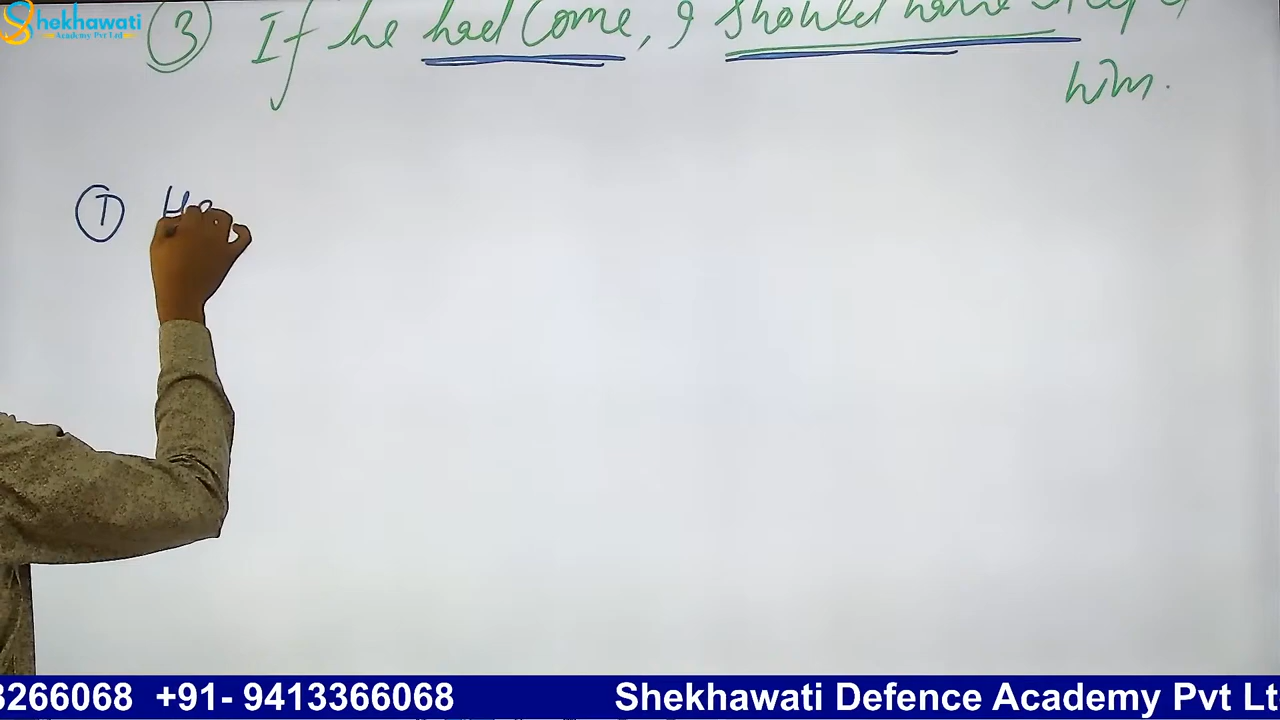 Shekhawati
Academy Pvt Ltd
③ If he had Come, I should have
him.
① He
3266068 +91- 9413366068 Shekhawati Defence Academy Pvt Lt